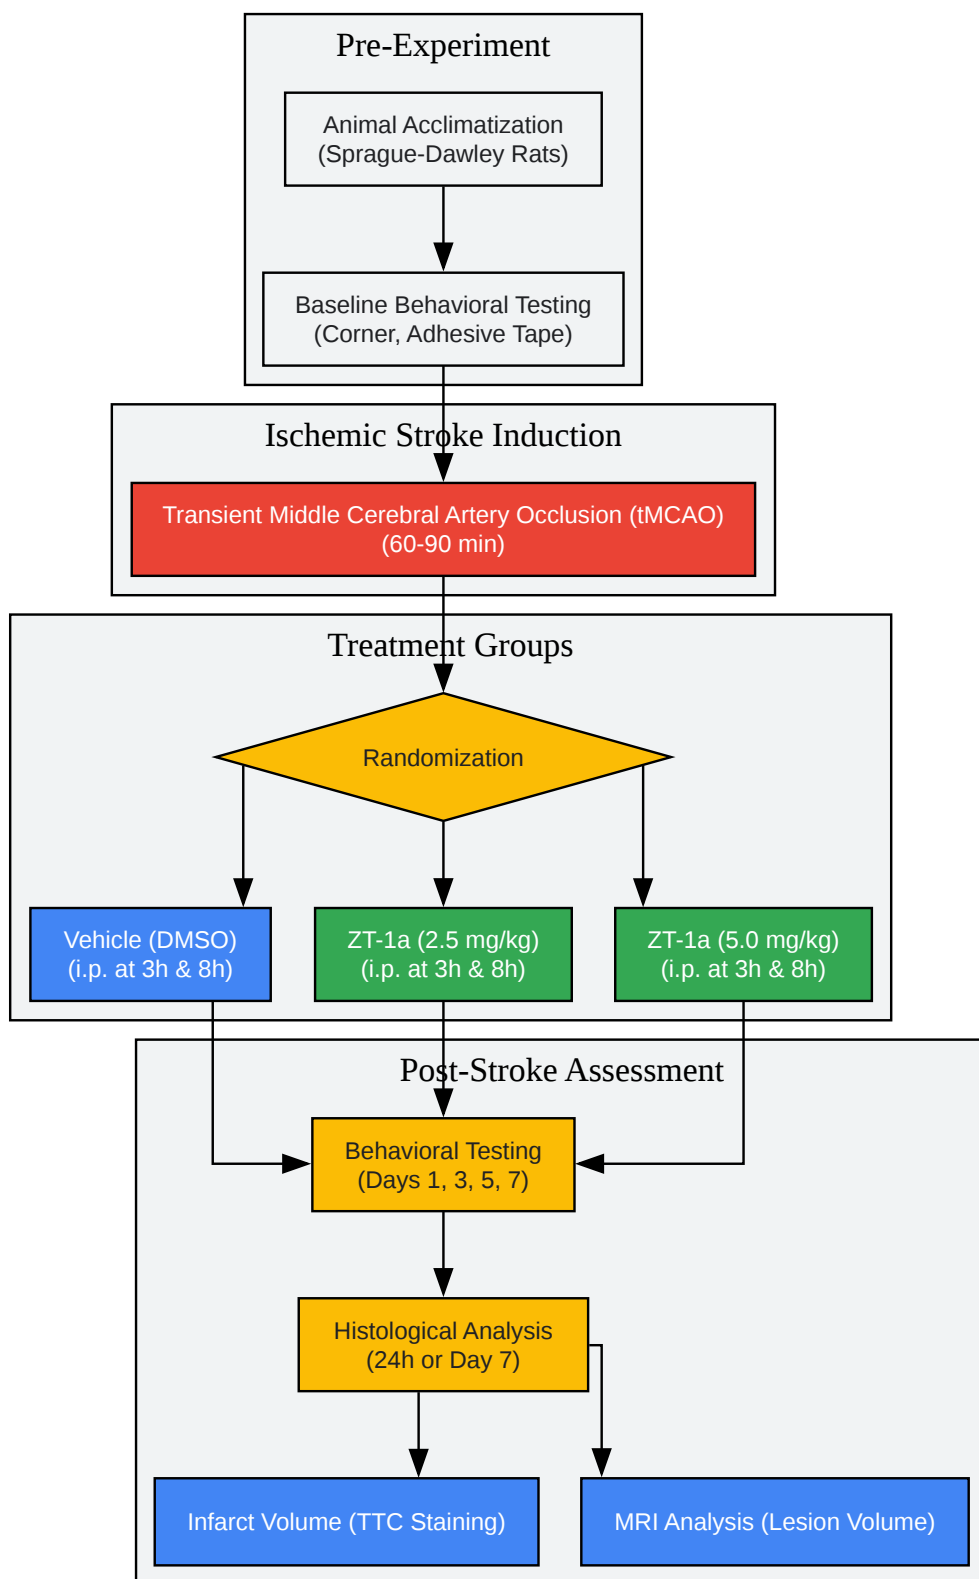 Pre-Experiment
Animal Acclimatization
(Sprague-Dawley Rats)
Baseline Behavioral Testing
(Corner, Adhesive Tape)
Ischemic Stroke Induction
Transient Middle Cerebral Artery Occlusion (tMCAO)
(60-90 min)
Treatment Groups
Randomization
Vehicle (DMSO)
(i.p. at 3h & 8h)
ZT-1a (2.5 mg/kg)
(i.p. at 3h & 8h)
ZT-1a (5.0 mg/kg)
(i.p. at 3h & 8h)
Post-Stroke Assessment
Behavioral Testing
(Days 1, 3, 5, 7)
Histological Analysis
(24h or Day 7)
Infarct Volume (TTC Staining)
MRI Analysis (Lesion Volume)